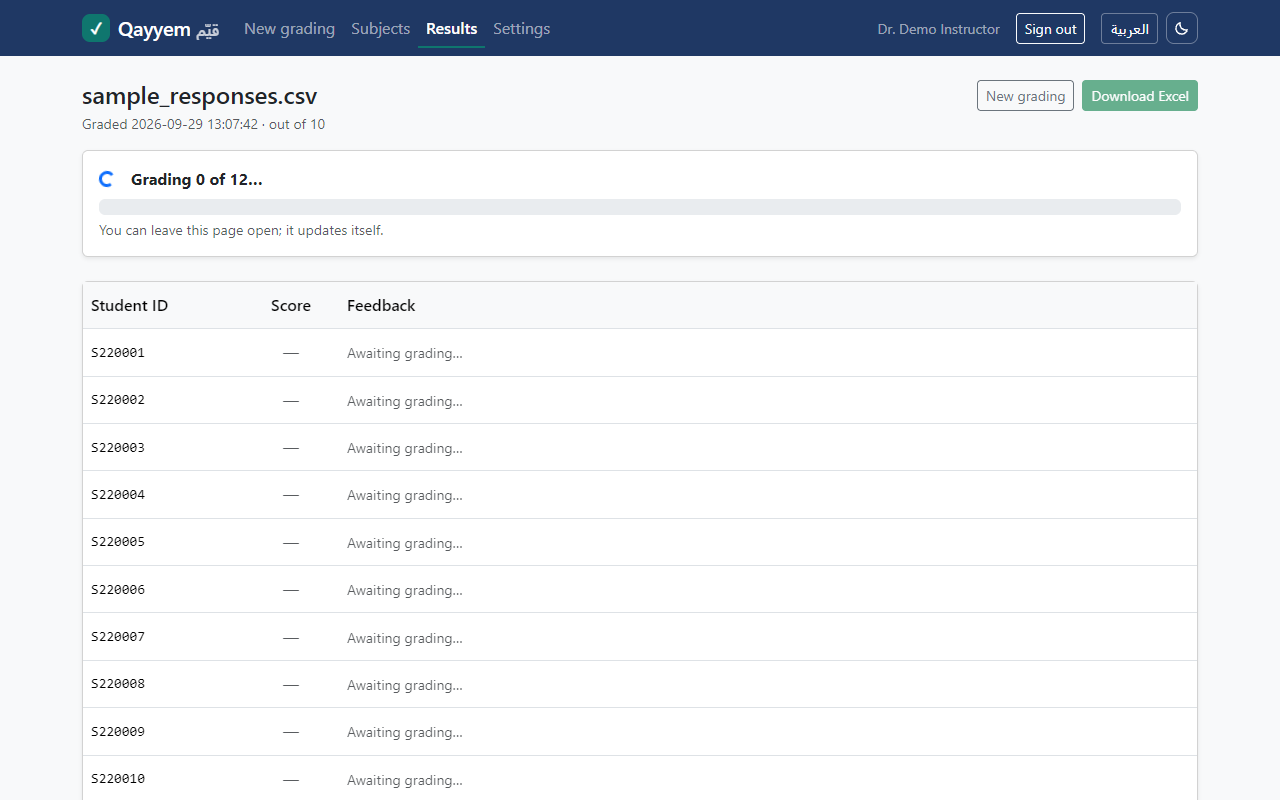 Qayyem قَيِّم New grading Subjects Results Settings Dr. Demo Instructor Sign out العربية
sample_responses.csv New grading Download Excel
Graded 2026-09-29 13:07:42 · out of 10
Grading 0 of 12...
You can leave this page open; it updates itself.
Student ID Score Feedback
S220001 — Awaiting grading...
S220002 — Awaiting grading...
S220003 — Awaiting grading...
S220004 — Awaiting grading...
S220005 — Awaiting grading...
S220006 — Awaiting grading...
S220007 — Awaiting grading...
S220008 — Awaiting grading...
S220009 — Awaiting grading...
S220010 — Awaiting grading...